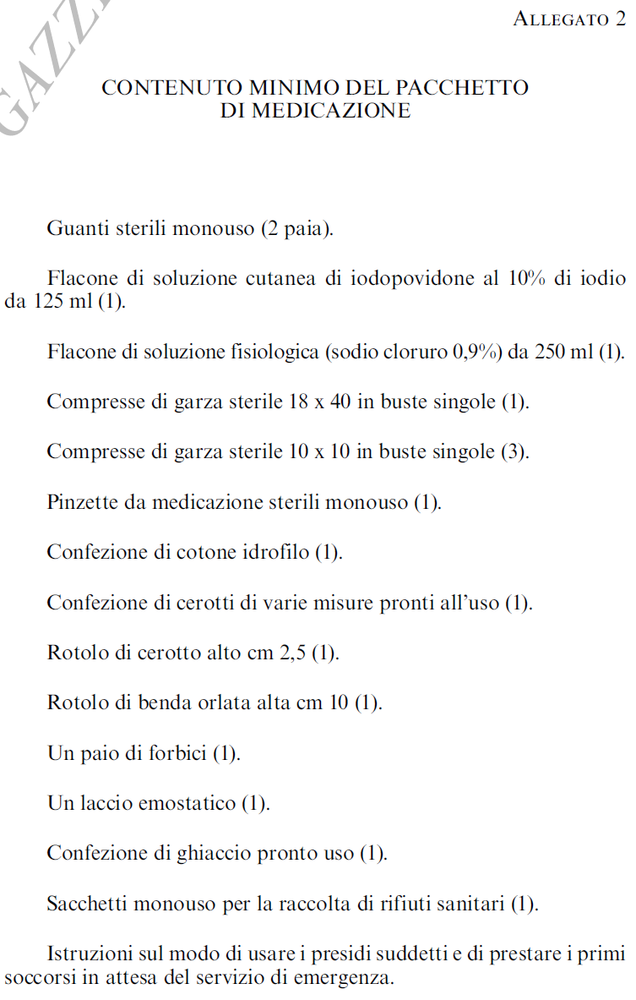 GAZZE
ALLEGATO 2
CONTENUTO MINIMO DEL PACCHETTO
DI MEDICAZIONE
Guanti sterili monouso (2 paia).
Flacone di soluzione cutanea di iodopovidone al 10% di iodio
da 125 ml (1).
Flacone di soluzione fisiologica (sodio cloruro 0,9%) da 250 ml (1).
Compresse di garza sterile 18 x 40 in buste singole (1).
Compresse di garza sterile 10 x 10 in buste singole (3).
Pinzette da medicazione sterili monouso (1).
Confezione di cotone idrofilo (1).
Confezione di cerotti di varie misure pronti all'uso (1).
Rotolo di cerotto alto cm 2,5 (1).
Rotolo di benda orlata alta cm 10 (1).
Un paio di forbici (1).
Un laccio emostatico (1).
Confezione di ghiaccio pronto uso (1).
Sacchetti monouso per la raccolta di rifiuti sanitari (1).
Istruzioni sul modo di usare i presidi suddetti e di prestare i primi
soccorsi in attesa del servizio di emergenza.